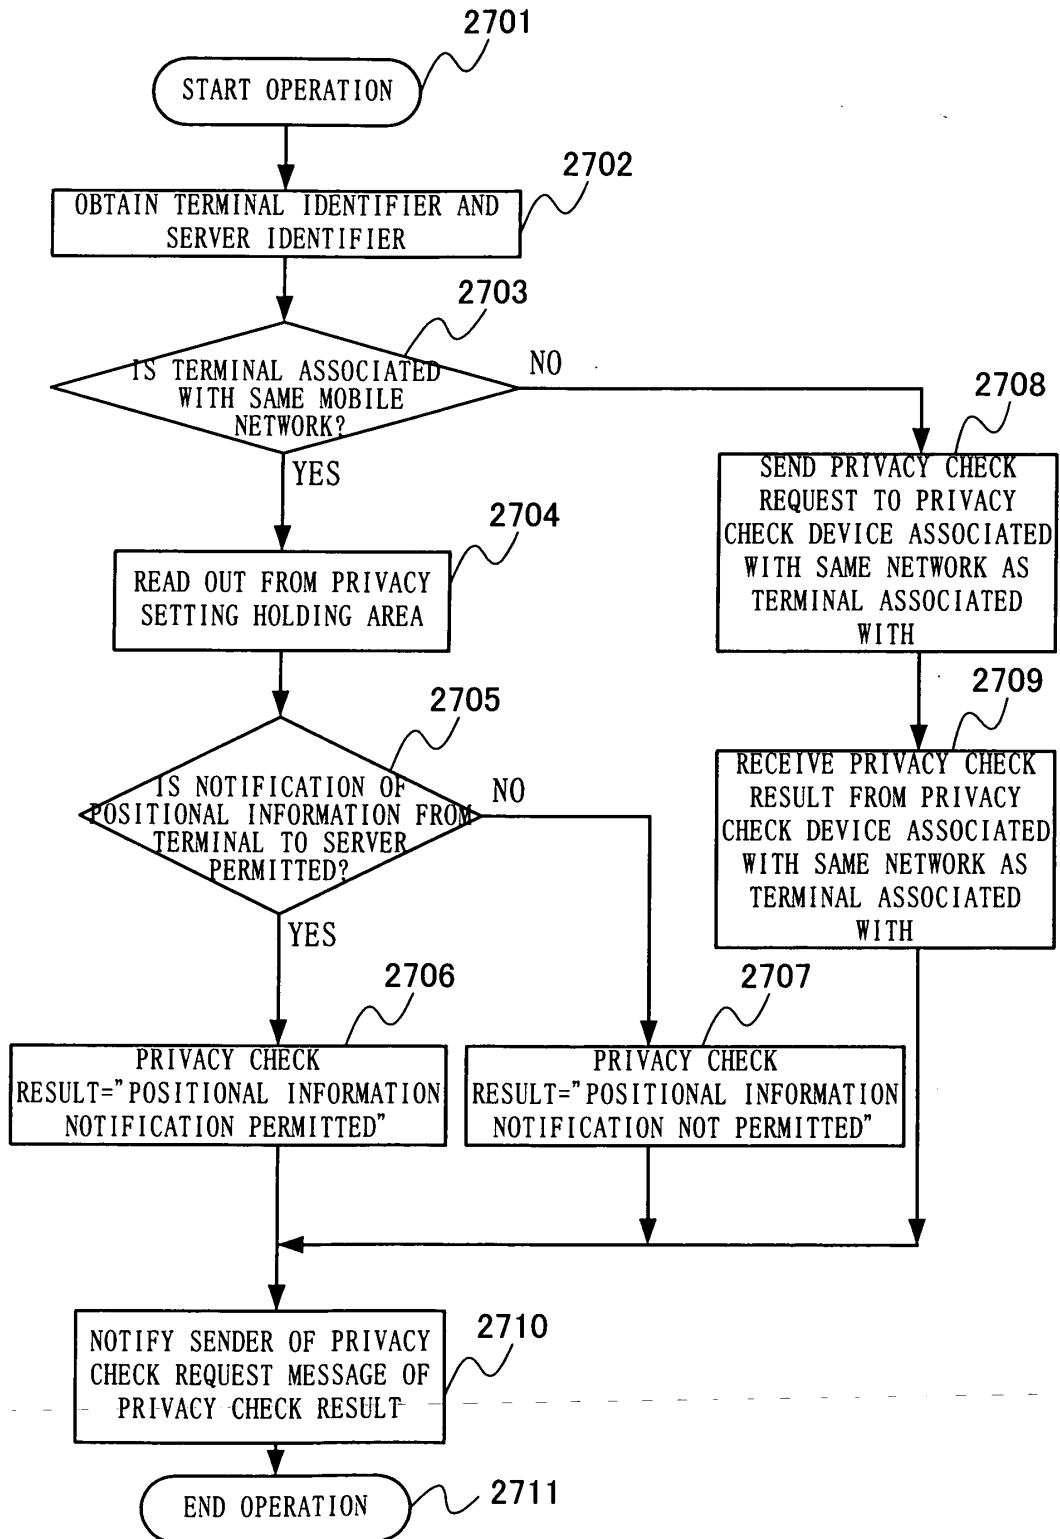 2701
START OPERATION
2702
OBTAIN TERMINAL IDENTIFIER AND
SERVER IDENTIFIER
2703
IS TERMINAL ASSOCIATED
WITH SAME MOBILE
NETWORK?
NO
YES
2708
SEND PRIVACY CHECK
REQUEST TO PRIVACY
CHECK DEVICE ASSOCIATED
WITH SAME NETWORK AS
TERMINAL ASSOCIATED
WITH
2704
READ OUT FROM PRIVACY
SETTING HOLDING AREA
2709
RECEIVE PRIVACY CHECK
RESULT FROM PRIVACY
CHECK DEVICE ASSOCIATED
WITH SAME NETWORK AS
TERMINAL ASSOCIATED
WITH
2705
IS NOTIFICATION OF
POSITIONAL INFORMATION FROM
TERMINAL TO SERVER
PERMITTED?
NO
YES
2706
PRIVACY CHECK
RESULT="POSITIONAL INFORMATION
NOTIFICATION PERMITTED"
2707
PRIVACY CHECK
RESULT="POSITIONAL INFORMATION
NOTIFICATION NOT PERMITTED"
2710
NOTIFY SENDER OF PRIVACY
CHECK REQUEST MESSAGE OF
PRIVACY CHECK RESULT
END OPERATION
2711